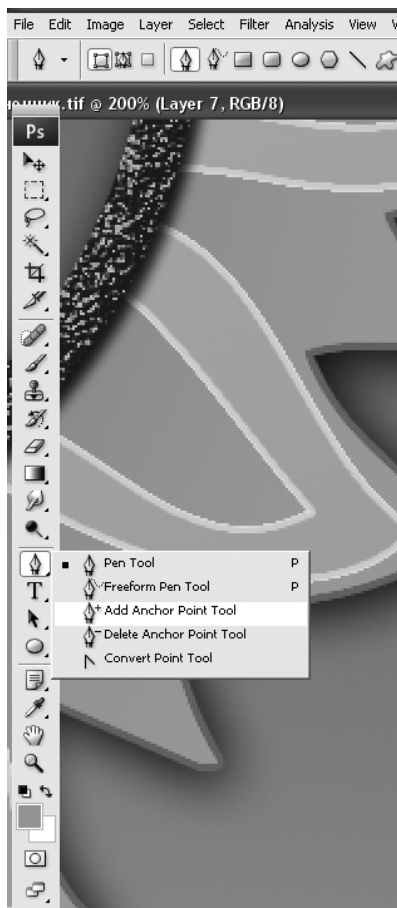 File Edit Image Layer Select Filter Analysis View
.tif @ 200% (Layer 7, RGB/8)
Ps
Pen Tool P
Freeform Pen Tool P
Add Anchor Point Tool
Delete Anchor Point Tool
T Convert Point Tool